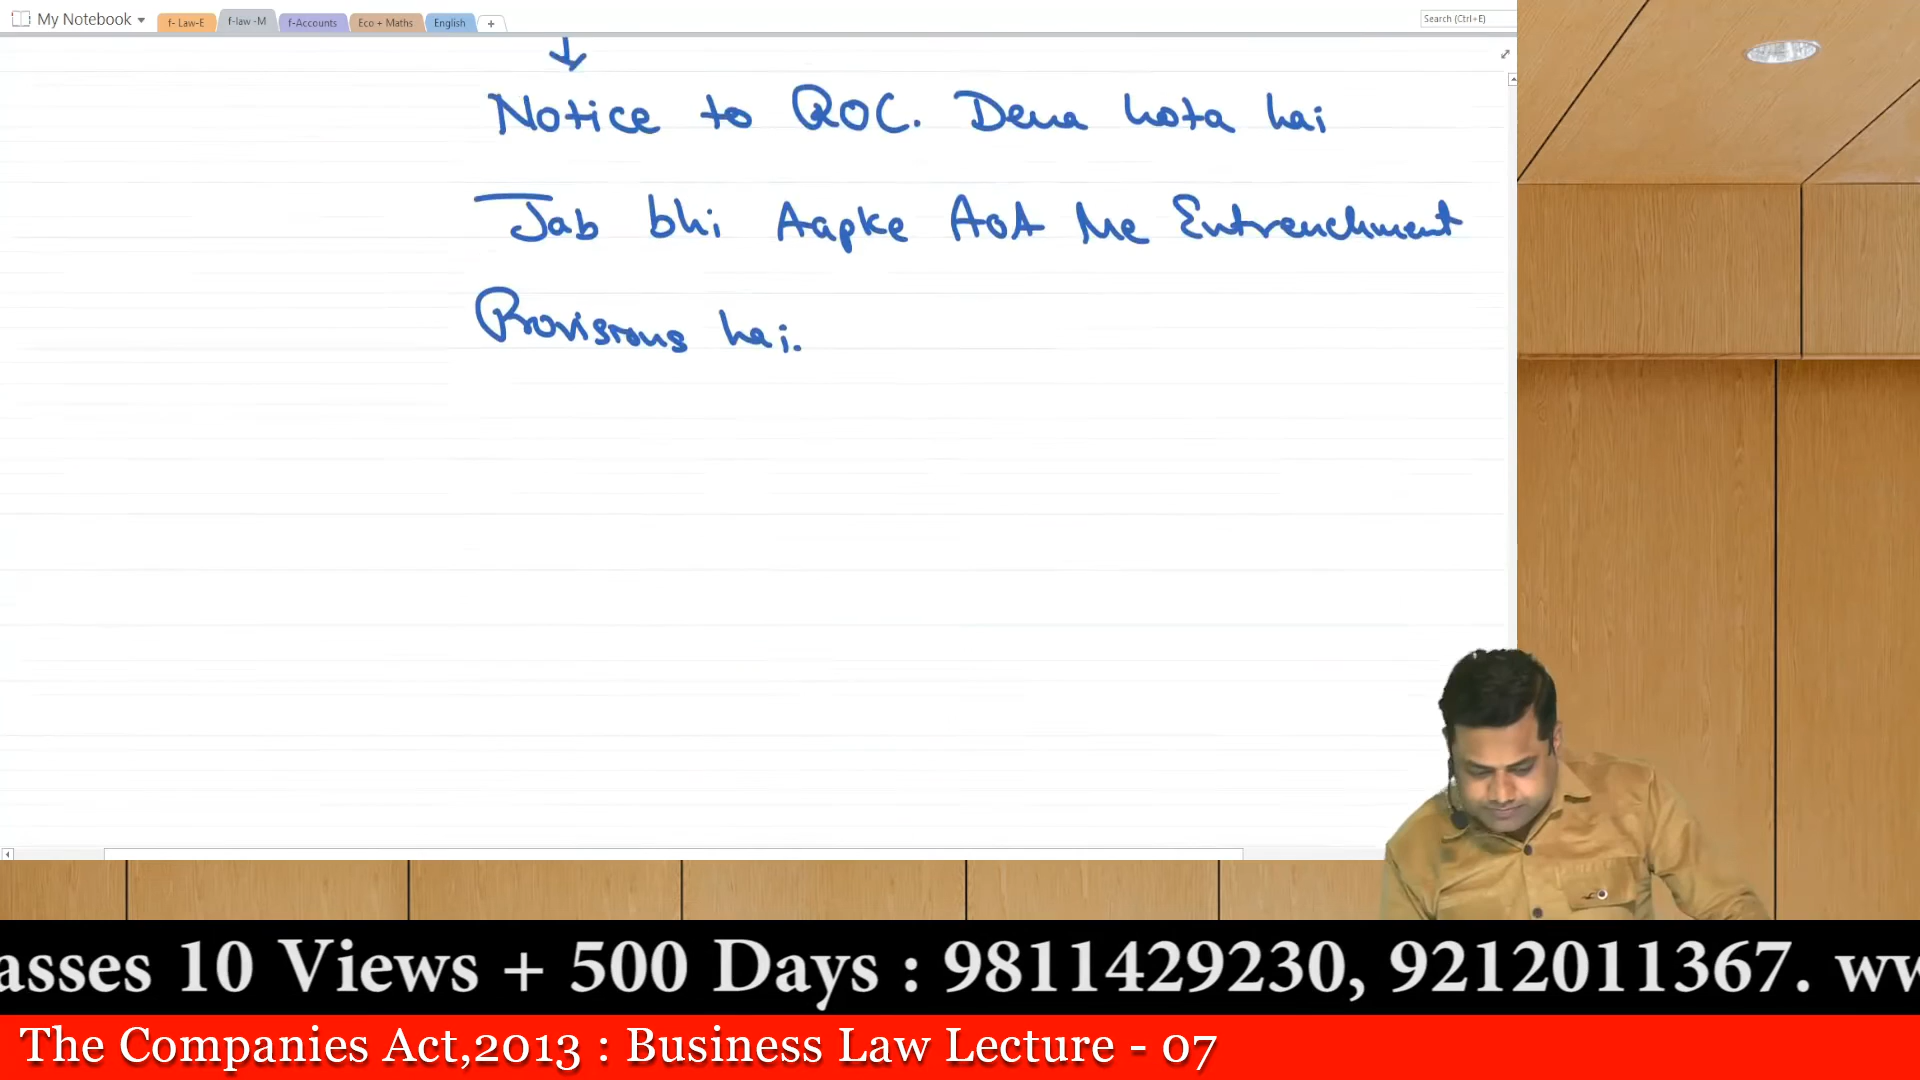 My Notebook
f- Law-E
f-law -M
f-Accounts
Eco + Maths
English
+
Search (Ctrl+E)
Notice to ROC. Dena hota hai
Jab bhi Aapke AoA Me Entrenchment
Provisions hai.
asses 10 Views + 500 Days : 9811429230, 9212011367. ww
The Companies Act,2013 : Business Law Lecture - 07